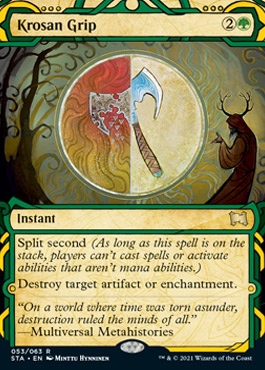 Krosan Grip 2
Instant
Split second (As long as this spell is on the
stack, players can't cast spells or activate
abilities that aren't mana abilities.)
Destroy target artifact or enchantment.
"On a world where time was torn asunder,
destruction ruled the minds of all."
—Multiversal Metahistories
053/063 R
STA • EN MINTTU HYNNINEN
™ & © 2021 Wizards of the Coast